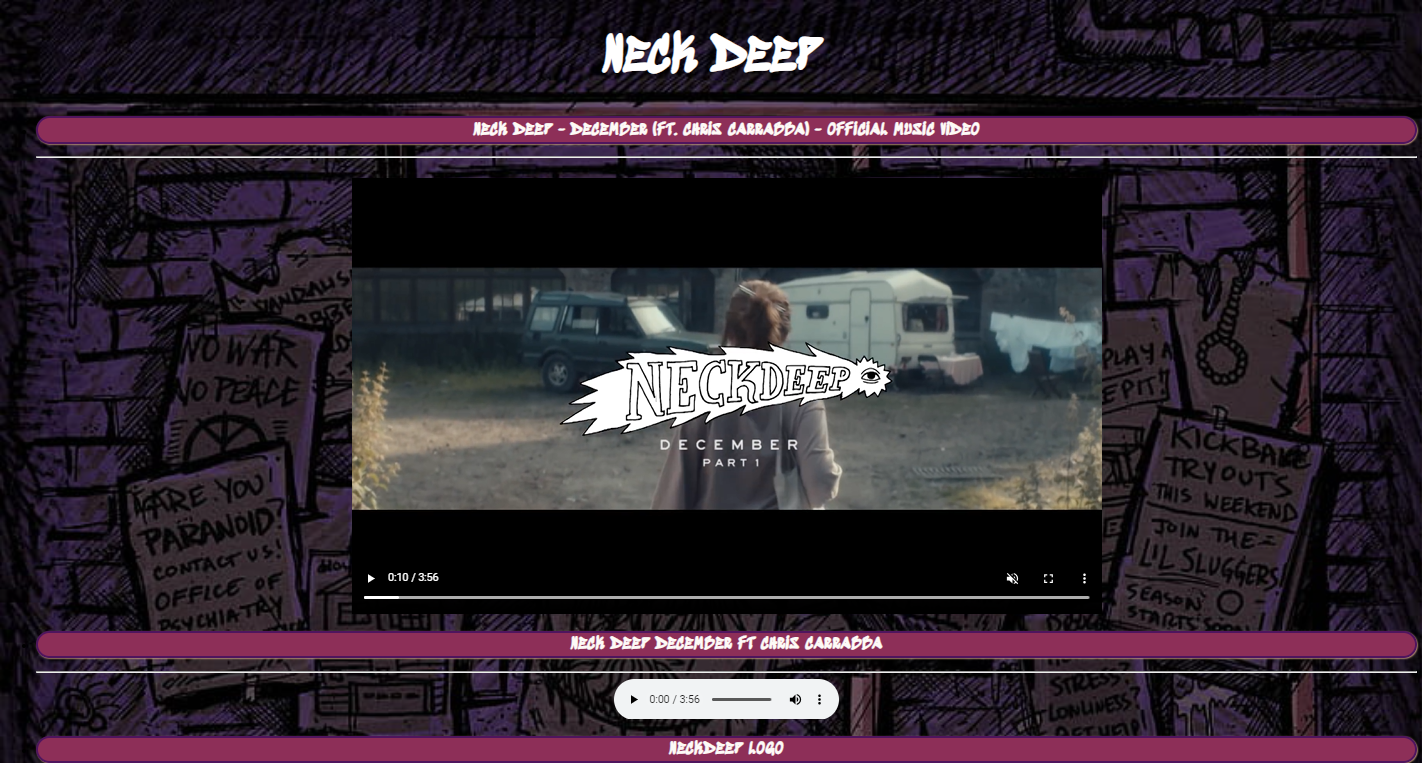 NECK DEEP
NECK DEEP - DECEMBER (FT. CHRIS CARRABBA) - OFFICIAL MUSIC VIDEO
NO WAR
NO PEACE
ARE YOU
PARANOID?
CONTACT US!
OFFICE OF
PSYCHIATRY
NECKDEEP
DECEMBER
PART 1
0:10 / 3:56
KICKBALL
TRYOUTS
THIS WEEKEND
JOIN THE
LIL SLUGGERS
SEASON
STARTS SOON
NECK DEEP DECEMBER FT CHRIS CARRABBA
0:00 / 3:56
STRESS?
LONLINESS?
GET HELP!
NECKDEEP LOGO